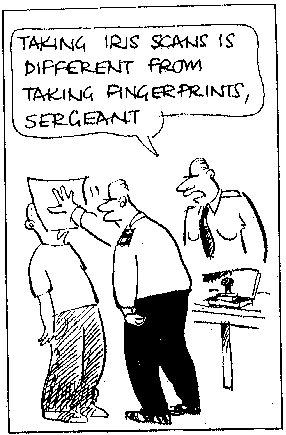 TAKING IRIS SCANS IS
DIFFERENT FROM
TAKING FINGERPRINTS,
SERGEANT